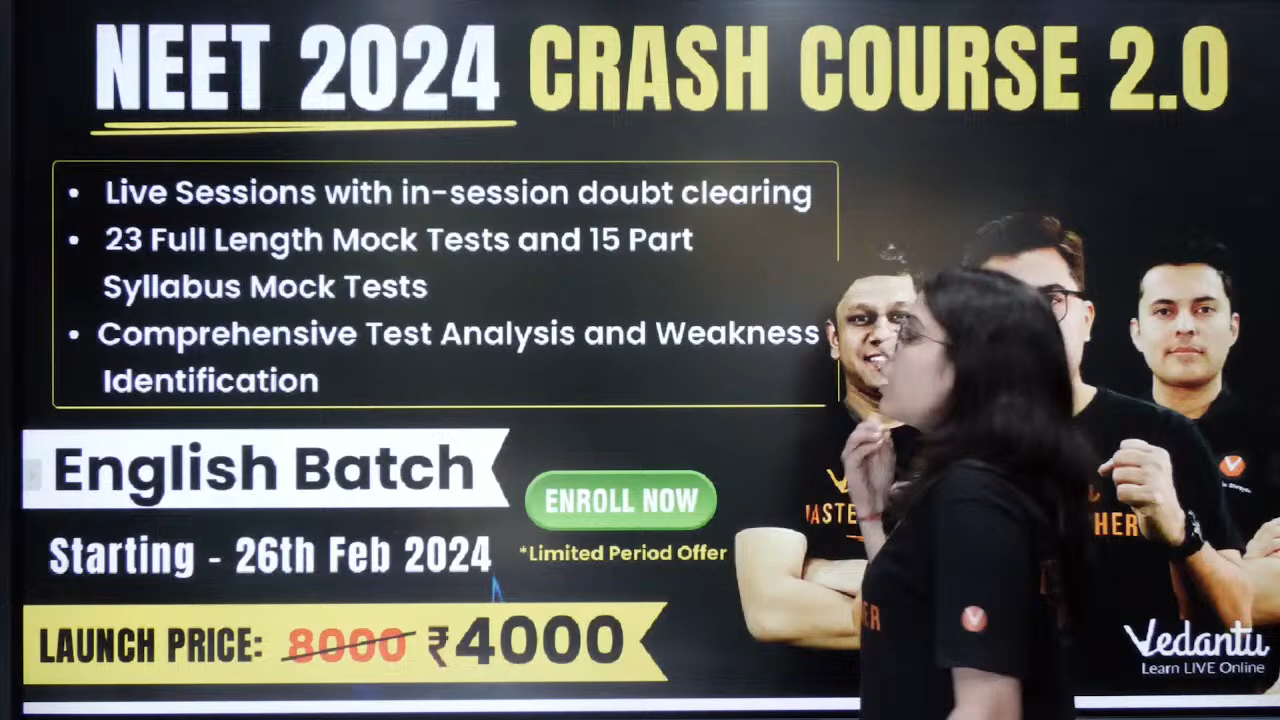 NEET 2024 CRASH COURSE 2.0
• Live Sessions with in-session doubt clearing
• 23 Full Length Mock Tests and 15 Part
Syllabus Mock Tests
• Comprehensive Test Analysis and Weakness
Identification
English Batch
ENROLL NOW
Starting - 26th Feb 2024
*Limited Period Offer
LAUNCH PRICE: 8000 ₹4000
Vedantu
Learn LIVE Online